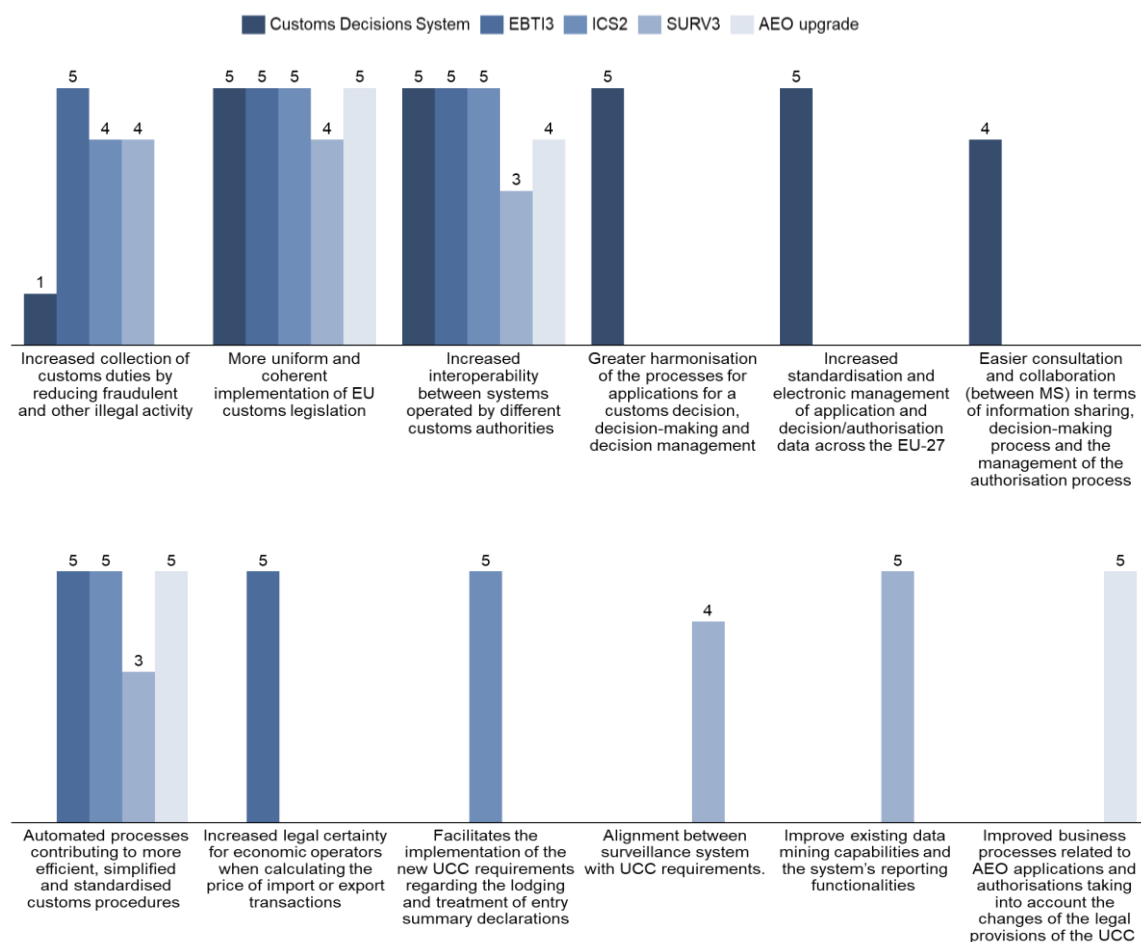 Customs Decisions System EBTI3 ICS2 SURV3 AEO upgrade
5 5 5 5 5 5 5 5 5 5
4 4 4 4 4
3
1
Increased collection of
customs duties by
reducing fraudulent
and other illegal activity
More uniform and
coherent
implementation of EU
customs legislation
Increased
interoperability
between systems
operated by different
customs authorities
Greater harmonisation
of the processes for
applications for a
customs decision,
decision-making and
decision management
Increased
standardisation and
electronic management
of application and
decision/authorisation
data across the EU-27
Easier consultation
and collaboration
(between MS) in terms
of information sharing,
decision-making
process and the
management of the
authorisation process
5 5 5 5 5 5 5
4
3
Automated processes
contributing to more
efficient, simplified
and standardised
customs procedures
Increased legal certainty
for economic operators
when calculating the
price of import or export
transactions
Facilitates the
implementation of the
new UCC requirements
regarding the lodging
and treatment of entry
summary declarations
Alignment between
surveillance system
with UCC requirements.
Improve existing data
mining capabilities and
the system's reporting
functionalities
Improved business
processes related to
AEO applications and
authorisations taking
into account the
changes of the legal
provisions of the UCC